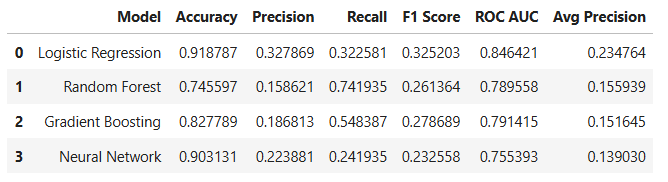 Model Accuracy Precision Recall F1 Score ROC AUC Avg Precision
0 Logistic Regression 0.918787 0.327869 0.322581 0.325203 0.846421 0.234764
1 Random Forest 0.745597 0.158621 0.741935 0.261364 0.789558 0.155939
2 Gradient Boosting 0.827789 0.186813 0.548387 0.278689 0.791415 0.151645
3 Neural Network 0.903131 0.223881 0.241935 0.232558 0.755393 0.139030